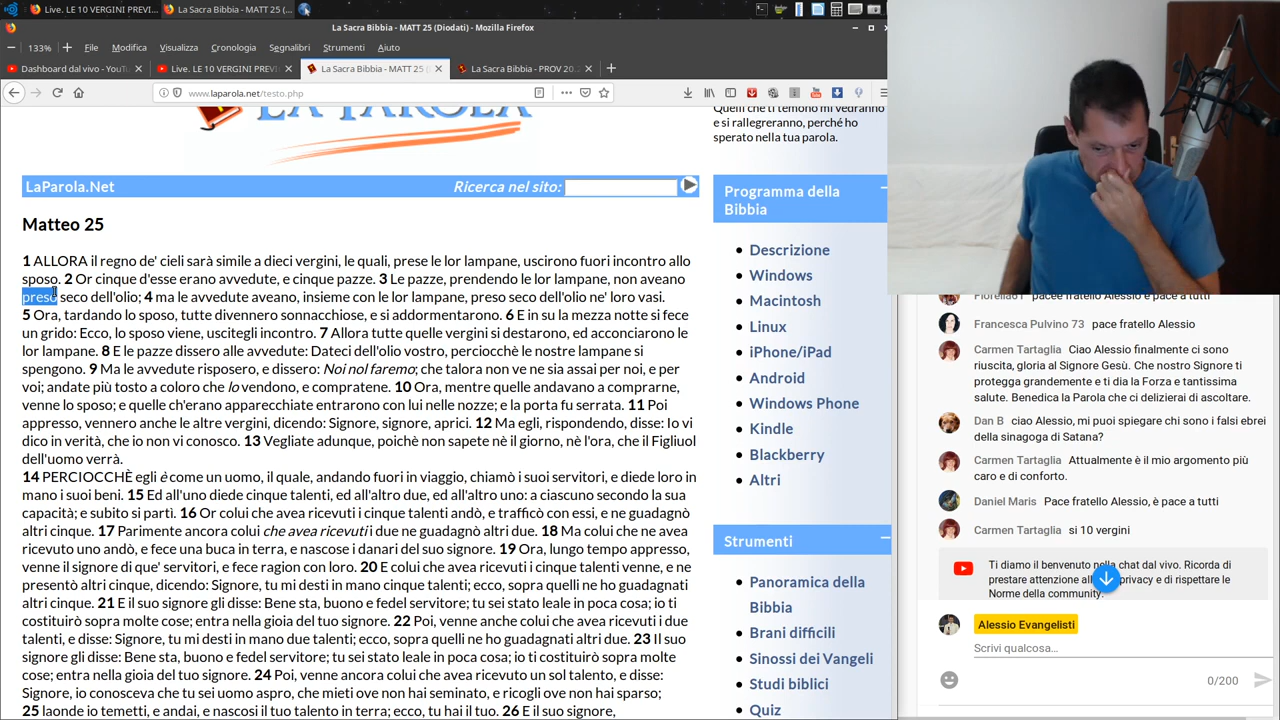 Live. LE 10 VERGINI PREVI...
La Sacra Bibbia - MATT 25 (...
La Sacra Bibbia - MATT 25 (Diodati) - Mozilla Firefox
133%
File Modifica Visualizza Cronologia Segnalibri Strumenti Aiuto
Dashboard dal vivo - YouTu
Live. LE 10 VERGINI PREVI
La Sacra Bibbia - MATT 25 (
La Sacra Bibbia - PROV 20.
www.laparola.net/testo.php
LA PAROLA
LaParola.Net
Ricerca nel sito:
Matteo 25
1 ALLORA il regno de' cieli sarà simile a dieci vergini, le quali, prese le lor lampane, uscirono fuori incontro allo
sposo. 2 Or cinque d'esse erano avvedute, e cinque pazze. 3 Le pazze, prendendo le lor lampane, non aveano
preso seco dell'olio; 4 ma le avvedute aveano, insieme con le lor lampane, preso seco dell'olio ne' loro vasi.
5 Ora, tardando lo sposo, tutte divennero sonnacchiose, e si addormentarono. 6 E in su la mezza notte si fece
un grido: Ecco, lo sposo viene, uscitegli incontro. 7 Allora tutte quelle vergini si destarono, ed acconciarono le
lor lampane. 8 E le pazze dissero alle avvedute: Dateci dell'olio vostro, perciocchè le nostre lampane si
spengono. 9 Ma le avvedute risposero, e dissero: Noi nol faremo; che talora non ve ne sia assai per noi, e per
voi; andate più tosto a coloro che lo vendono, e compratene. 10 Ora, mentre quelle andavano a comprarne,
venne lo sposo; e quelle ch'erano apparecchiate entrarono con lui nelle nozze; e la porta fu serrata. 11 Poi
appresso, vennero anche le altre vergini, dicendo: Signore, signore, aprici. 12 Ma egli, rispondendo, disse: Io vi
dico in verità, che io non vi conosco. 13 Vegliate adunque, poichè non sapete nè il giorno, nè l'ora, che il Figliuol
dell'uomo verrà.
14 PERCIOCCHÈ egli è come un uomo, il quale, andando fuori in viaggio, chiamò i suoi servitori, e diede loro in
mano i suoi beni. 15 Ed all'uno diede cinque talenti, ed all'altro due, ed all'altro uno: a ciascuno secondo la sua
capacità; e subito si partì. 16 Or colui che avea ricevuti i cinque talenti andò, e trafficò con essi, e ne guadagnò
altri cinque. 17 Parimente ancora colui che avea ricevuti i due ne guadagnò altri due. 18 Ma colui che ne avea
ricevuto uno andò, e fece una buca in terra, e nascose i danari del suo signore. 19 Ora, lungo tempo appresso,
venne il signore di que' servitori, e fece ragion con loro. 20 E colui che avea ricevuti i cinque talenti venne, e ne
presentò altri cinque, dicendo: Signore, tu mi desti in mano cinque talenti; ecco, sopra quelli ne ho guadagnati
altri cinque. 21 E il suo signore gli disse: Bene sta, buono e fedel servitore; tu sei stato leale in poca cosa; io ti
costituirò sopra molte cose; entra nella gioia del tuo signore. 22 Poi, venne anche colui che avea ricevuti i due
talenti, e disse: Signore, tu mi desti in mano due talenti; ecco, sopra quelli ne ho guadagnati altri due. 23 Il suo
signore gli disse: Bene sta, buono e fedel servitore; tu sei stato leale in poca cosa; io ti costituirò sopra molte
cose; entra nella gioia del tuo signore. 24 Poi, venne ancora colui che avea ricevuto un sol talento, e disse:
Signore, io conosceva che tu sei uomo aspro, che mieti ove non hai seminato, e ricogli ove non hai sparso;
25 laonde io temetti, e andai, e nascosi il tuo talento in terra; ecco, tu hai il tuo. 26 E il suo signore,
Quelli che ti temono mi vedranno
e si rallegreranno, perché ho
sperato nella tua parola.
Programma della
Bibbia
Descrizione
Windows
Macintosh
Linux
iPhone/iPad
Android
Windows Phone
Kindle
Blackberry
Altri
Strumenti
Panoramica della
Bibbia
Brani difficili
Sinossi dei Vangeli
Studi biblici
Quiz
Fiorella61 pacee fratello Alessio e pace a tutti
Francesca Pulvino 73 pace fratello Alessio
Carmen Tartaglia Ciao Alessio finalmente ci sono
riuscita, gloria al Signore Gesù. Che nostro Signore ti
protegga grandemente e ti dia la Forza e tantissima
salute. Benedica la Parola che ci delizierai di ascoltare.
Dan B ciao Alessio, mi puoi spiegare chi sono i falsi ebrei
della sinagoga di Satana?
Carmen Tartaglia Attualmente è il mio argomento più
caro e di conforto.
Daniel Maris Pace fratello Alessio, è pace a tutti
Carmen Tartaglia si 10 vergini
Ti diamo il benvenuto nella chat dal vivo. Ricorda di
prestare attenzione privacy e di rispettare le
Norme della community.
Alessio Evangelisti
Scrivi qualcosa...
0/200